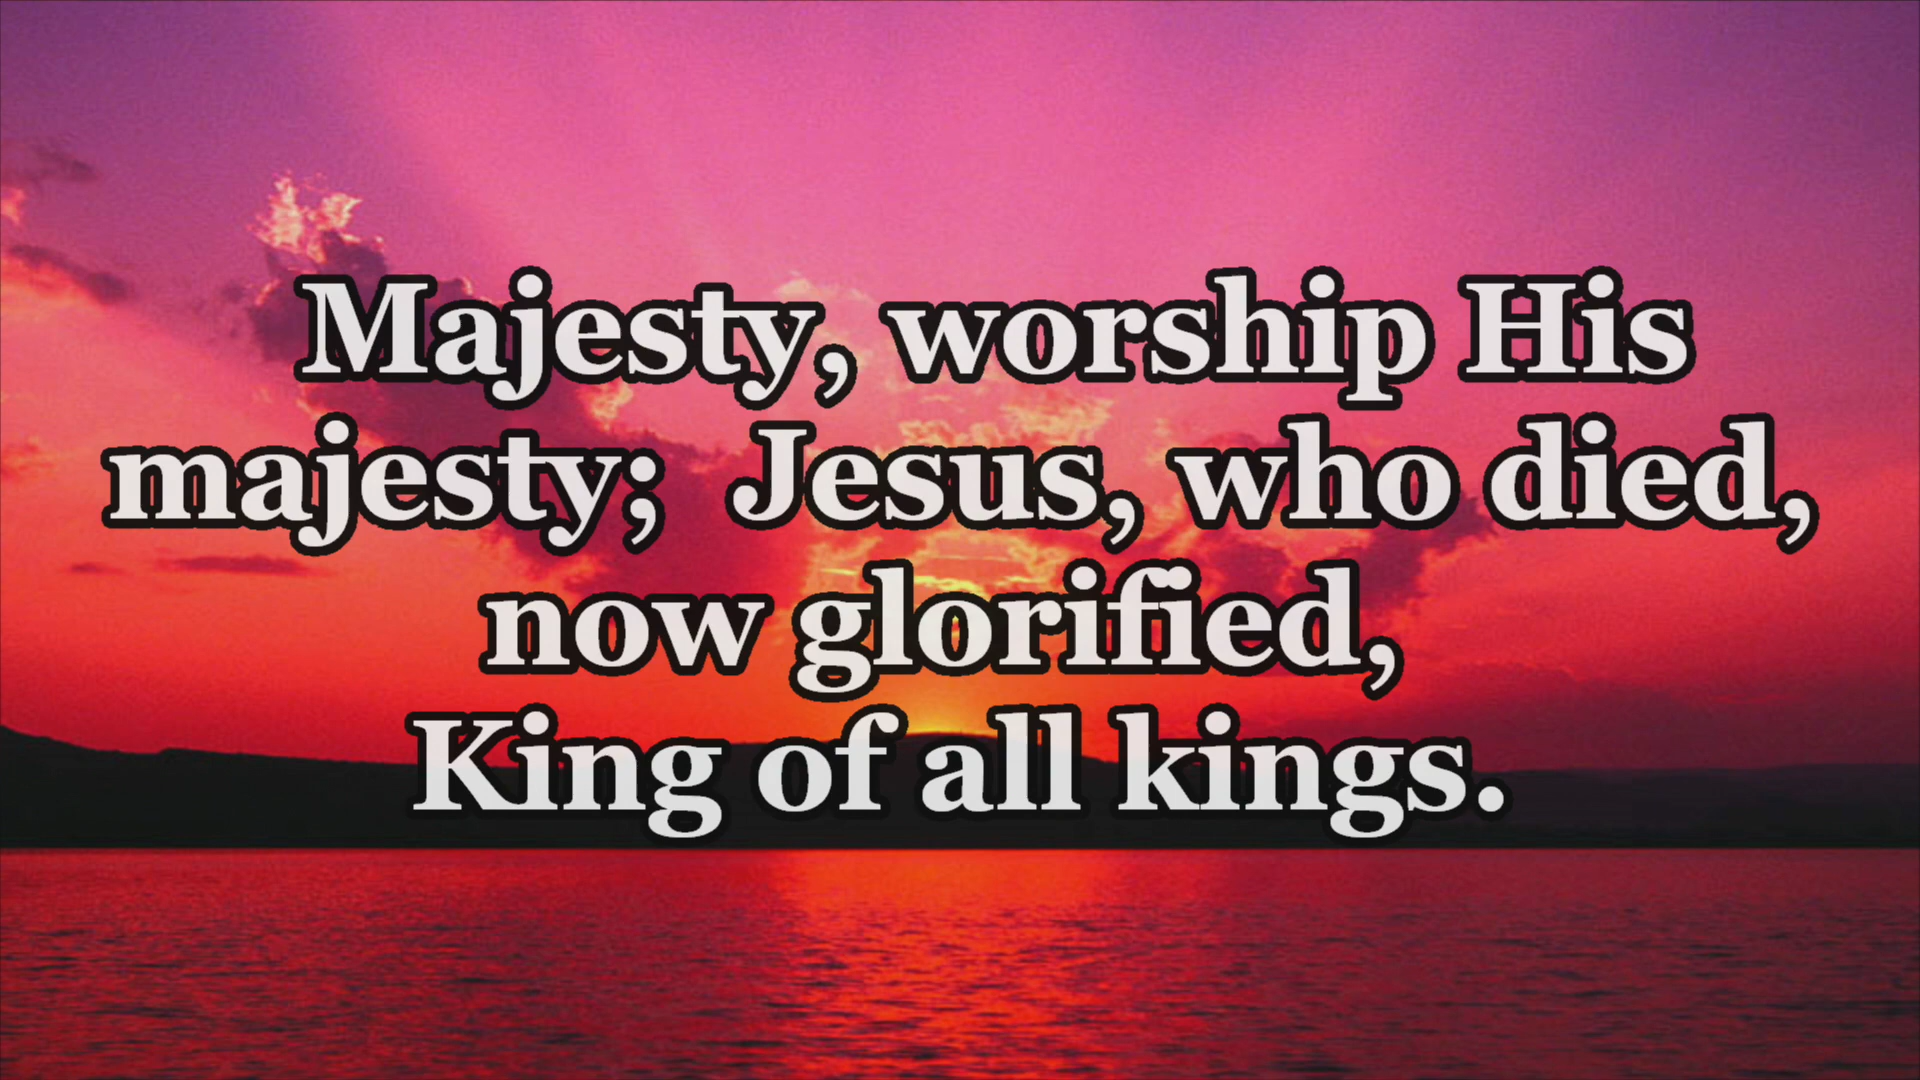 Majesty, worship His
majesty;  Jesus, who died,
now glorified,
King of all kings.